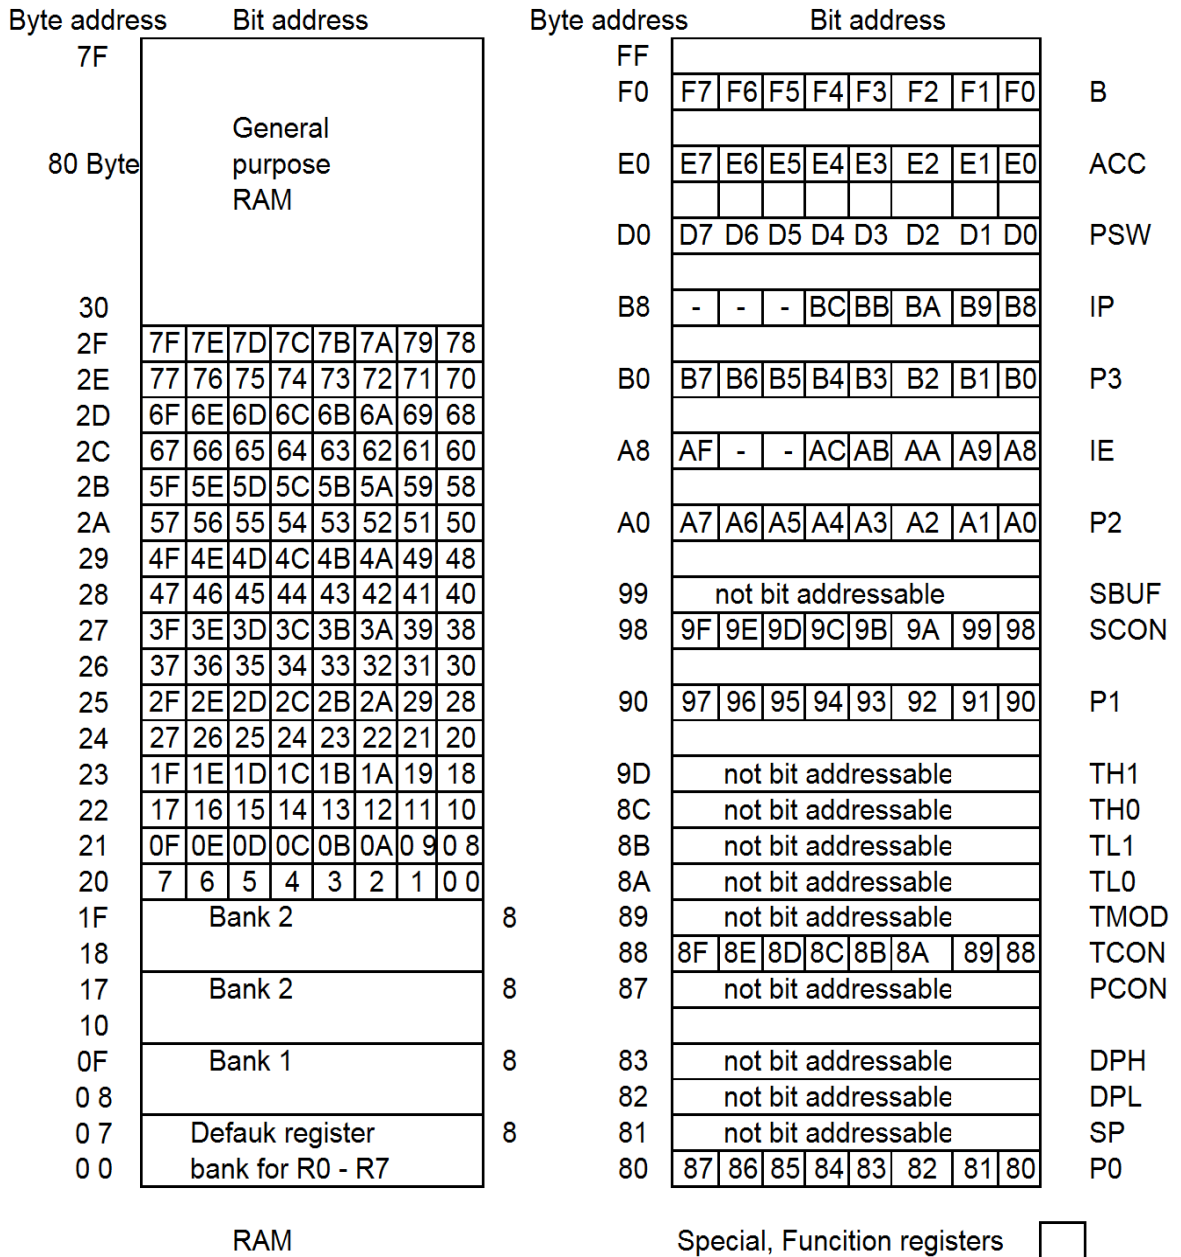 Byte address Bit address
7F
General
80 Byte purpose
RAM
30
2F 7F 7E 7D 7C 7B 7A 79 78
2E 77 76 75 74 73 72 71 70
2D 6F 6E 6D 6C 6B 6A 69 68
2C 67 66 65 64 63 62 61 60
2B 5F 5E 5D 5C 5B 5A 59 58
2A 57 56 55 54 53 52 51 50
29 4F 4E 4D 4C 4B 4A 49 48
28 47 46 45 44 43 42 41 40
27 3F 3E 3D 3C 3B 3A 39 38
26 37 36 35 34 33 32 31 30
25 2F 2E 2D 2C 2B 2A 29 28
24 27 26 25 24 23 22 21 20
23 1F 1E 1D 1C 1B 1A 19 18
22 17 16 15 14 13 12 11 10
21 0F 0E 0D 0C 0B 0A 0 9 0 8
20 7 6 5 4 3 2 1 0 0
1F Bank 2 8
18
17 Bank 2 8
10
0F Bank 1 8
0 8
0 7 Defauk register 8
0 0 bank for R0 - R7
RAM
Byte address Bit address
FF
F0 F7 F6 F5 F4 F3 F2 F1 F0 B
E0 E7 E6 E5 E4 E3 E2 E1 E0 ACC
D0 D7 D6 D5 D4 D3 D2 D1 D0 PSW
B8 - - - BC BB BA B9 B8 IP
B0 B7 B6 B5 B4 B3 B2 B1 B0 P3
A8 AF - - AC AB AA A9 A8 IE
A0 A7 A6 A5 A4 A3 A2 A1 A0 P2
99 not bit addressable SBUF
98 9F 9E 9D 9C 9B 9A 99 98 SCON
90 97 96 95 94 93 92 91 90 P1
9D not bit addressable TH1
8C not bit addressable TH0
8B not bit addressable TL1
8A not bit addressable TL0
89 not bit addressable TMOD
88 8F 8E 8D 8C 8B 8A 89 88 TCON
87 not bit addressable PCON
83 not bit addressable DPH
82 not bit addressable DPL
81 not bit addressable SP
80 87 86 85 84 83 82 81 80 P0
Special, Funcition registers